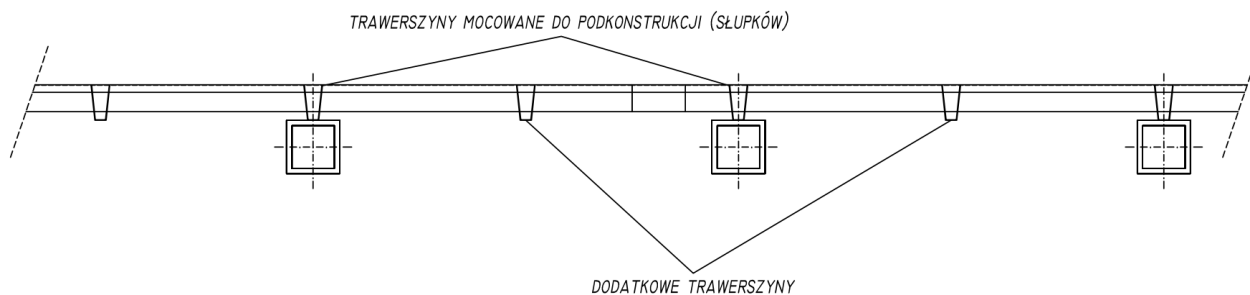 TRAWERSZYNY MOCOWANE DO PODKONSTRUKCJI (SŁUPKÓW)
DODATKOWE TRAWERSZYNY